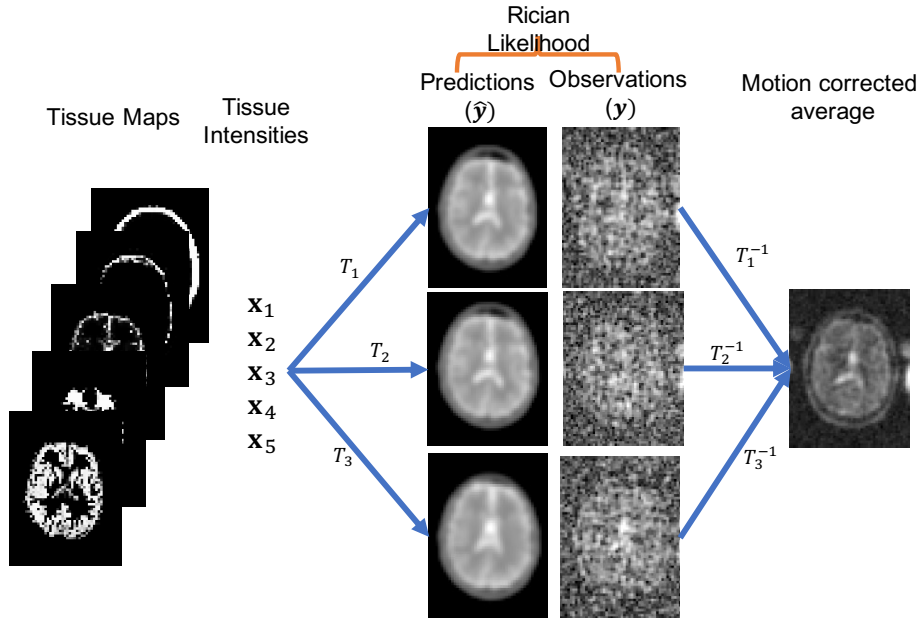 Rician
Likelihood
Tissue Maps
Tissue
Intensities
Predictions
(ŷ)
Observations
(y)
Motion corrected
average
x₁
x₂
x₃
x₄
x₅
T₁
T₂
T₃
T₁⁻¹
T₂⁻¹
T₃⁻¹